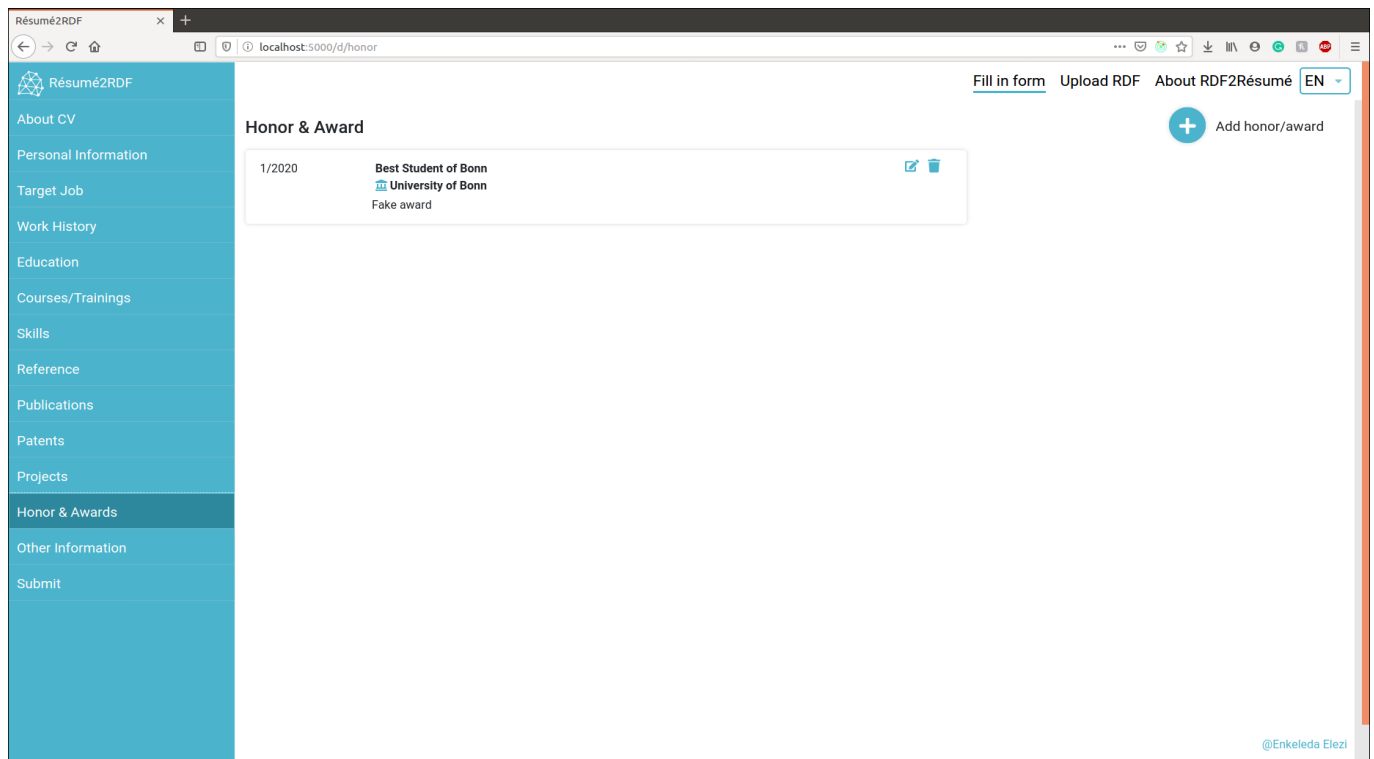 Résumé2RDF
localhost:5000/d/honor
ABP
Résumé2RDF
Fill in form Upload RDF About RDF2Résumé EN
About CV
Personal Information
Target Job
Work History
Education
Courses/Trainings
Skills
Reference
Publications
Patents
Projects
Honor & Awards
Other Information
Submit
Honor & Award
Add honor/award
1/2020 Best Student of Bonn
University of Bonn
Fake award
@Enkeleda Elezi